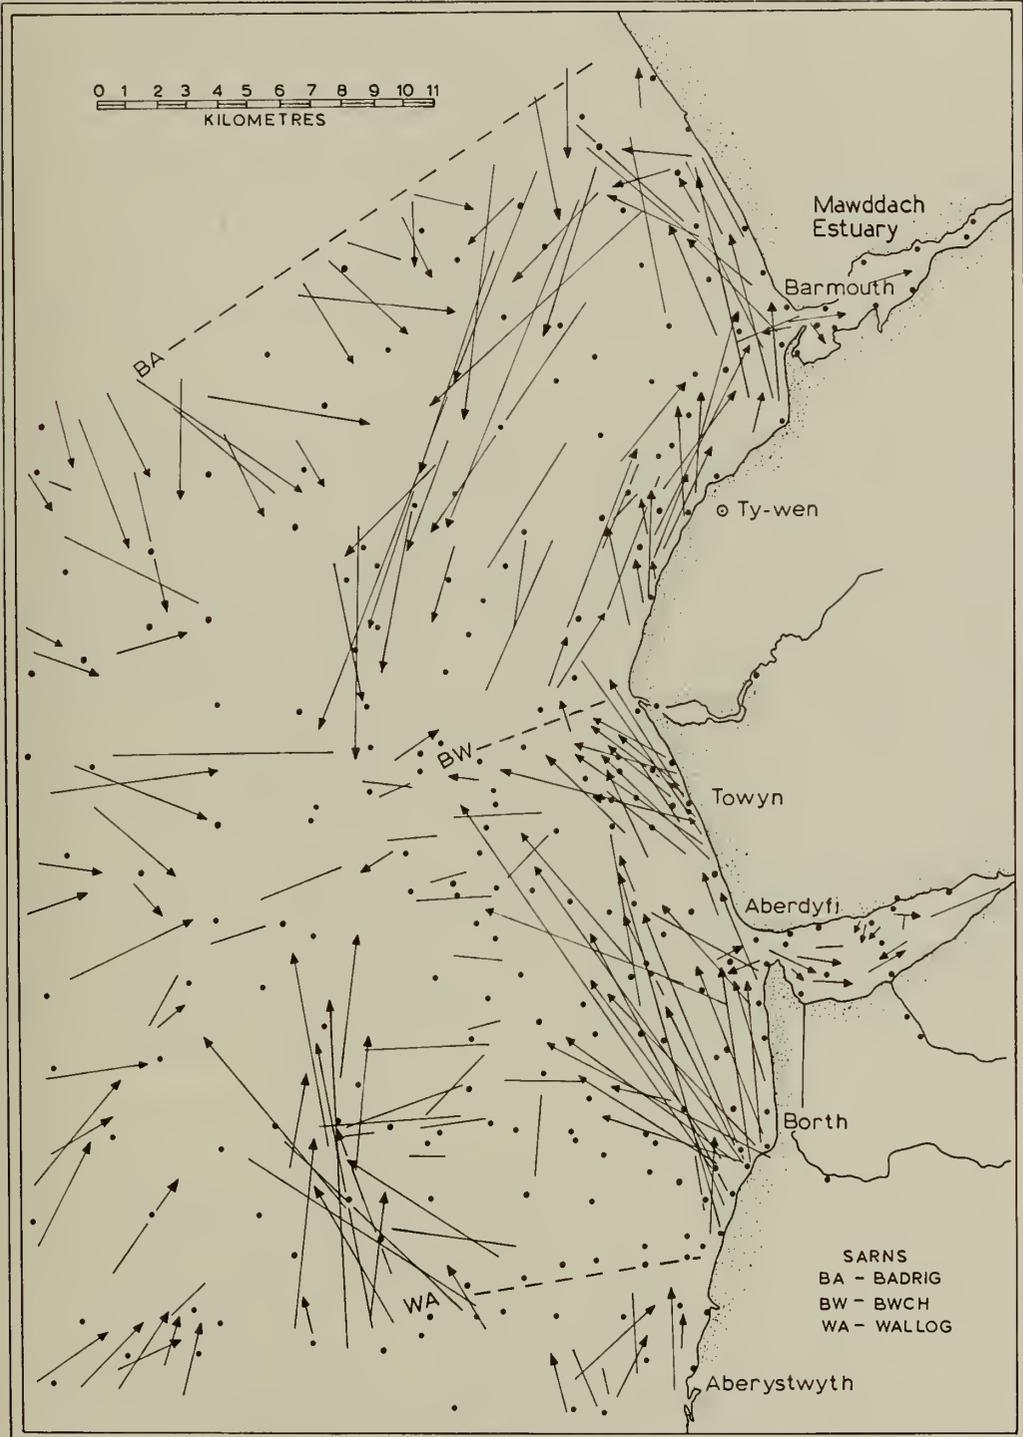 0 1 2 3 4 5 6 7 8 9 10 11
KILOMETRES
Mawddach
Estuary
Barmouth
BA
Ty-wen
BW
Towyn
Aberdyfi
Borth
SARNS
BA - BADRIG
BW - BWCH
WA - WALLOG
WA
Aberystwyth